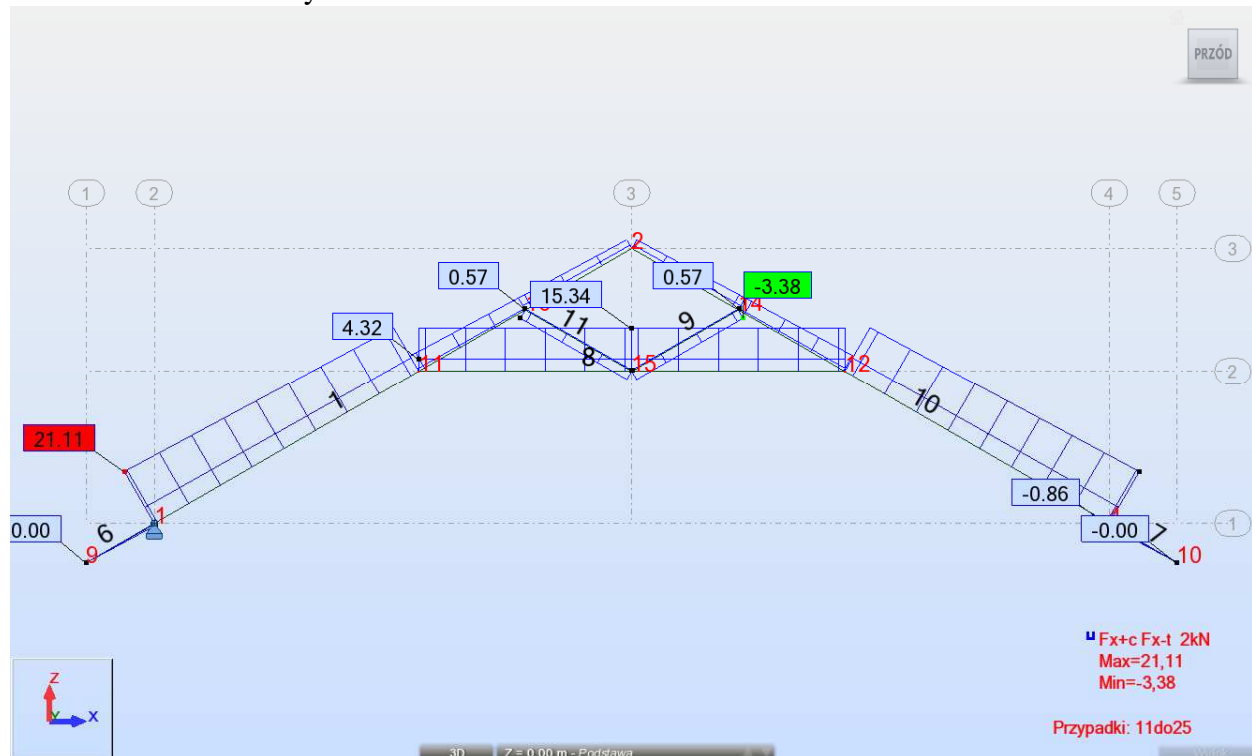 PRZÓD
1 2 3 4 5
3
2
0.57 0.57 -3.38
14
15.34
11 9
4.32
11 8 15 12
2
1 10
21.11
-0.86
1
0.00 6 -0.00 7 1
9 10
Fx+c Fx-t 2kN
Max=21,11
Min=-3,38
Przypadki: 11do25
Z
Y X
3D Z = 0.00 m - Podstawa